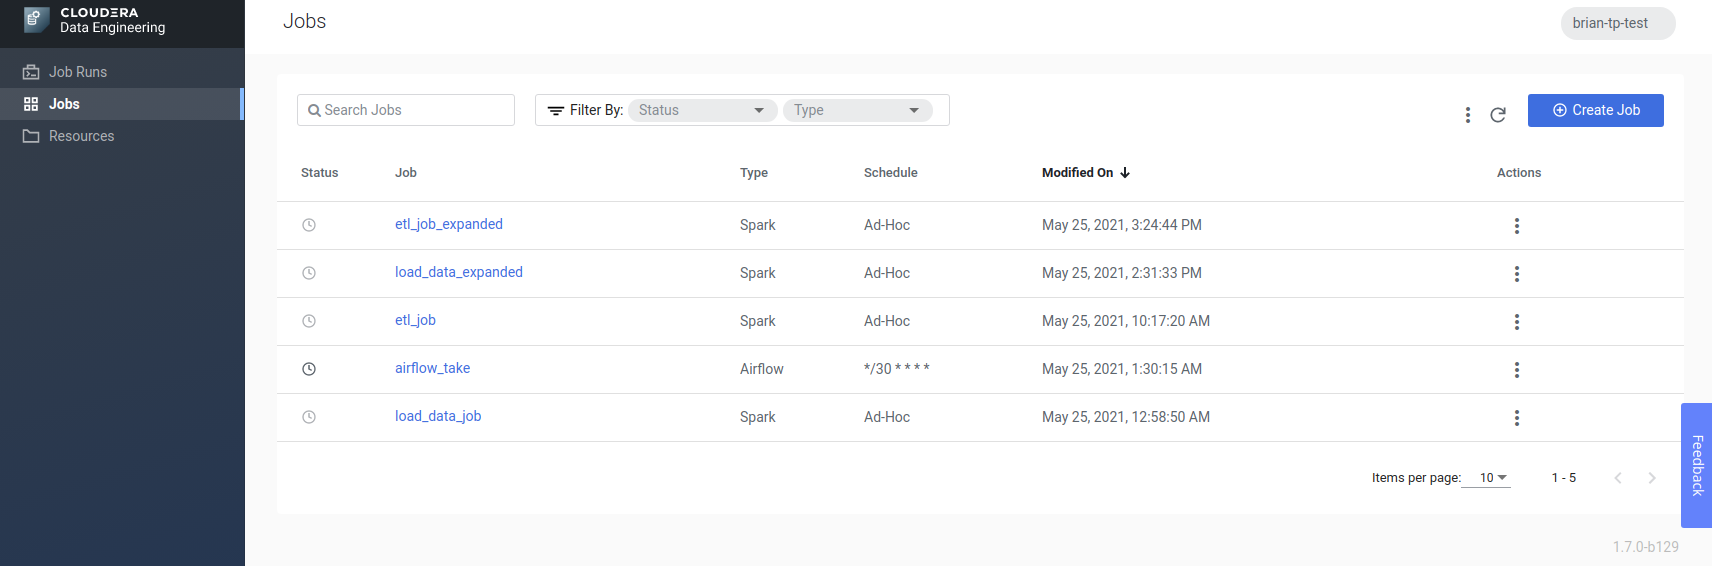 CLOUDERA
Data Engineering
Jobs
brian-tp-test
Job Runs
Jobs
Resources
Search Jobs
Filter By: Status Type
Create Job
Status Job Type Schedule Modified On Actions
etl_job_expanded Spark Ad-Hoc May 25, 2021, 3:24:44 PM
load_data_expanded Spark Ad-Hoc May 25, 2021, 2:31:33 PM
etl_job Spark Ad-Hoc May 25, 2021, 10:17:20 AM
airflow_take Airflow */30 * * * * May 25, 2021, 1:30:15 AM
load_data_job Spark Ad-Hoc May 25, 2021, 12:58:50 AM
Items per page: 10 1 - 5
Feedback
1.7.0-b129